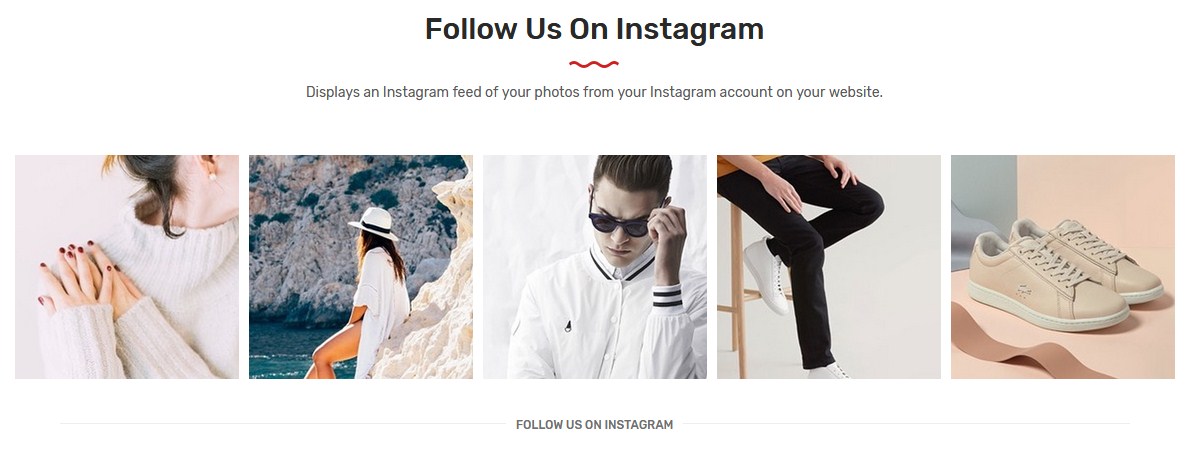 Follow Us On Instagram
Displays an Instagram feed of your photos from your Instagram account on your website.
FOLLOW US ON INSTAGRAM